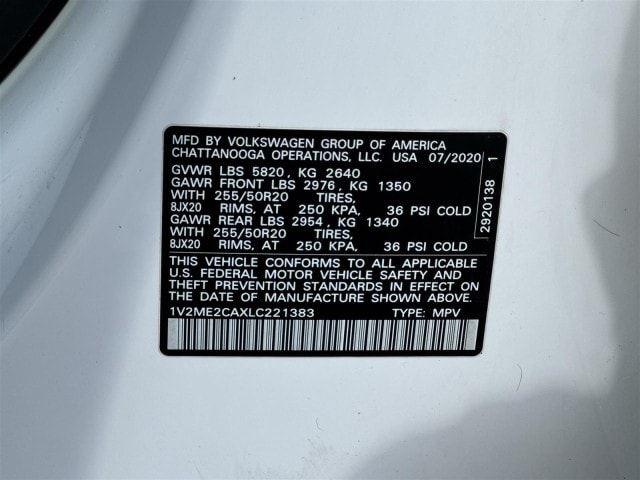 MFD BY VOLKSWAGEN GROUP OF AMERICA
CHATTANOOGA OPERATIONS, LLC. USA 07/2020
GVWR LBS 5820, KG 2640
GAWR FRONT LBS 2976, KG 1350
WITH 255/50R20 TIRES,
8JX20 RIMS, AT 250 KPA, 36 PSI COLD
GAWR REAR LBS 2954, KG 1340
WITH 255/50R20 TIRES,
8JX20 RIMS, AT 250 KPA, 36 PSI COLD
THIS VEHICLE CONFORMS TO ALL APPLICABLE
U.S. FEDERAL MOTOR VEHICLE SAFETY AND
THEFT PREVENTION STANDARDS IN EFFECT ON
THE DATE OF MANUFACTURE SHOWN ABOVE.
1V2ME2CAXLC221383 TYPE: MPV
2920138 1